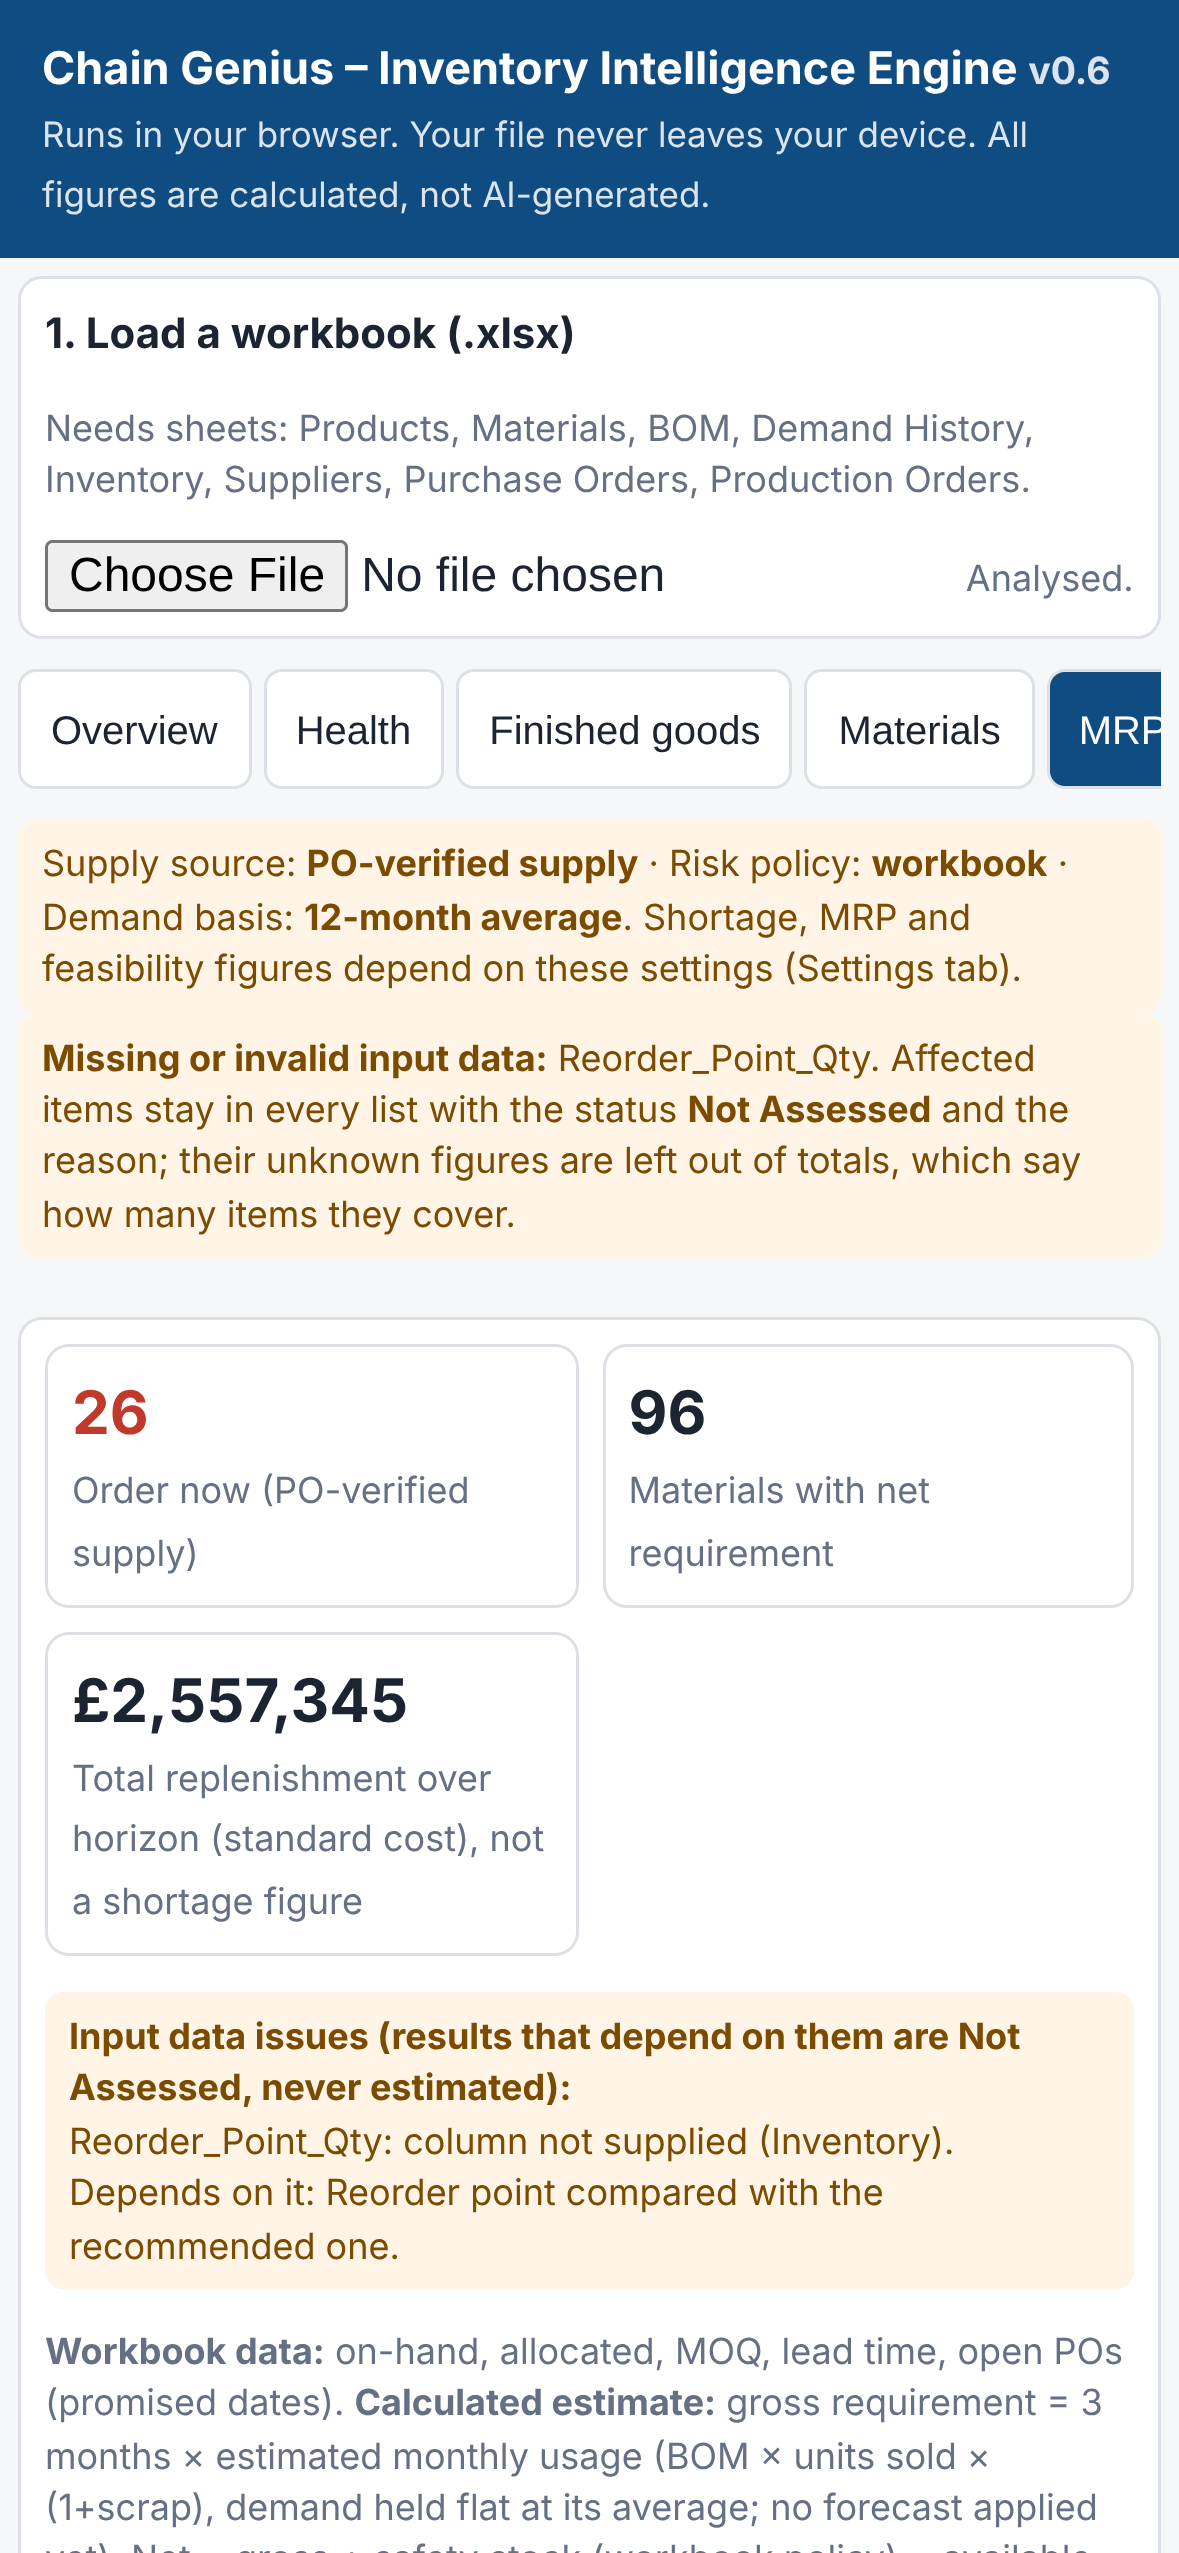 Chain Genius – Inventory Intelligence Engine v0.6
Runs in your browser. Your file never leaves your device. All
figures are calculated, not AI-generated.
1. Load a workbook (.xlsx)
Needs sheets: Products, Materials, BOM, Demand History,
Inventory, Suppliers, Purchase Orders, Production Orders.
Choose File No file chosen Analysed.
Overview Health Finished goods Materials MRP
Supply source: PO-verified supply · Risk policy: workbook ·
Demand basis: 12-month average. Shortage, MRP and
feasibility figures depend on these settings (Settings tab).
Missing or invalid input data: Reorder_Point_Qty. Affected
items stay in every list with the status Not Assessed and the
reason; their unknown figures are left out of totals, which say
how many items they cover.
26
Order now (PO-verified
supply)
96
Materials with net
requirement
£2,557,345
Total replenishment over
horizon (standard cost), not
a shortage figure
Input data issues (results that depend on them are Not
Assessed, never estimated):
Reorder_Point_Qty: column not supplied (Inventory).
Depends on it: Reorder point compared with the
recommended one.
Workbook data: on-hand, allocated, MOQ, lead time, open POs
(promised dates). Calculated estimate: gross requirement = 3
months × estimated monthly usage (BOM × units sold ×
(1+scrap), demand held flat at its average; no forecast applied
yet). Net = gross + safety stock (workbook policy) − available